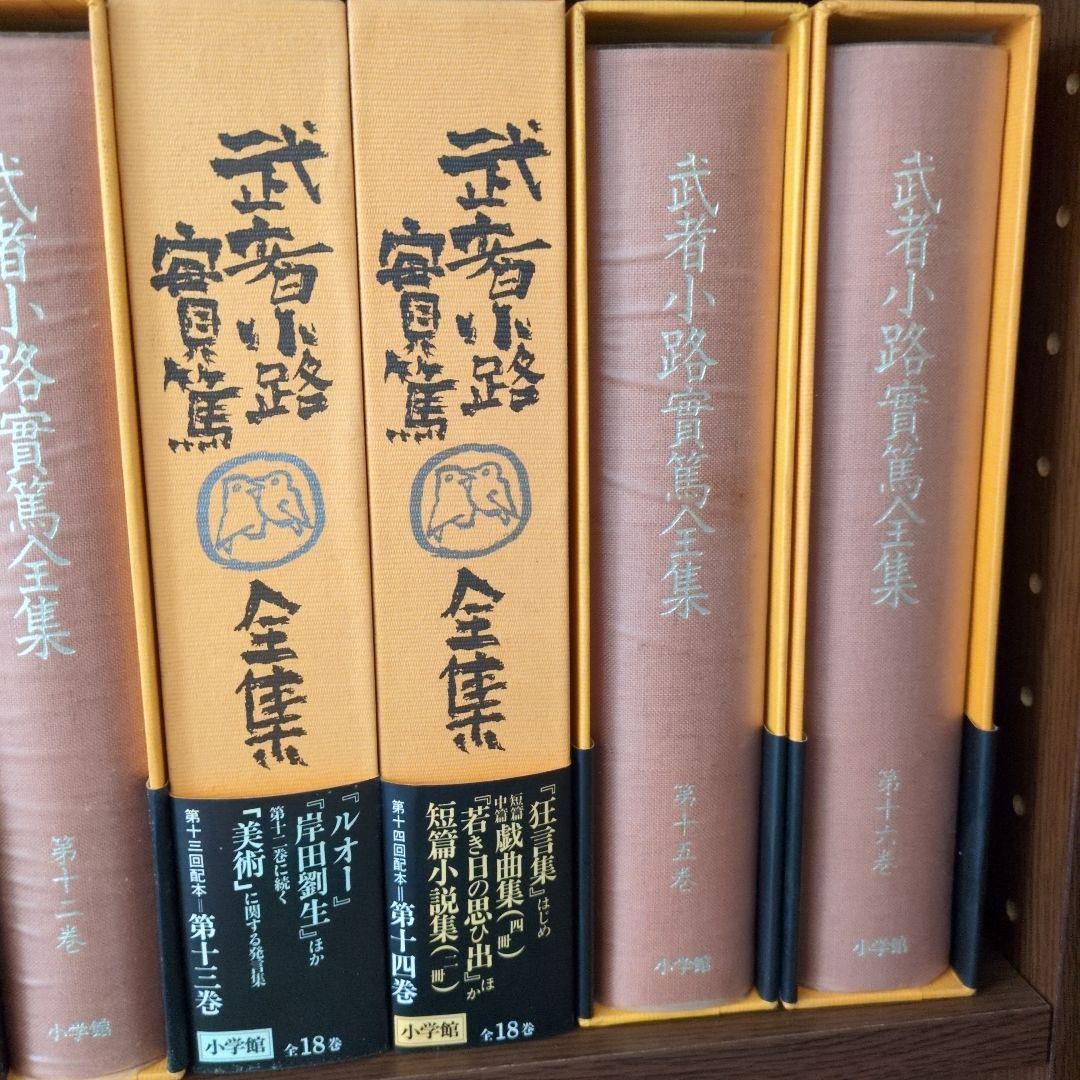 武者小路實篤全集
第十二巻
小学館
武者小路
實篤
全集
『ルオー』
『岸田劉生』ほか
第十二巻に続く
「美術」に関する発言集
第十三回配本=第十三巻
小学館
全18巻
武者小路
實篤
全集
『狂言集』はじめ
短篇中篇戯曲集(四冊)
『若き日の思ひ出』ほか
短篇小説集(二冊)
第十四回配本=第十四巻
小学館
全18巻
武者小路實篤全集
第十五巻
小学館
武者小路實篤全集
第十六巻
小学館